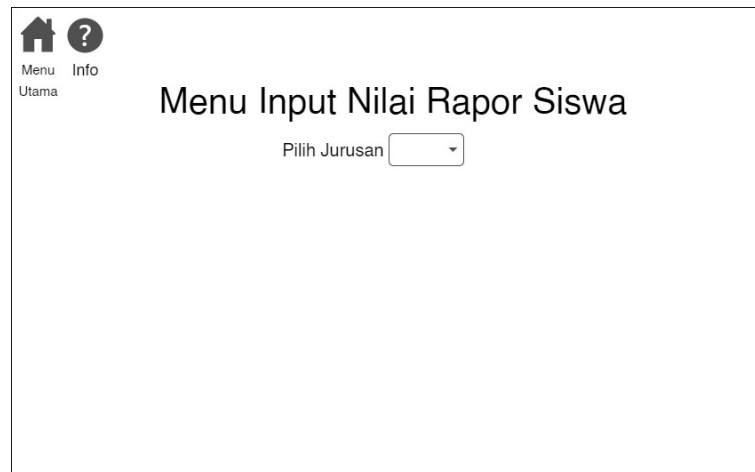 ?
Menu
Utama
Info
Menu Input Nilai Rapor Siswa
Pilih Jurusan